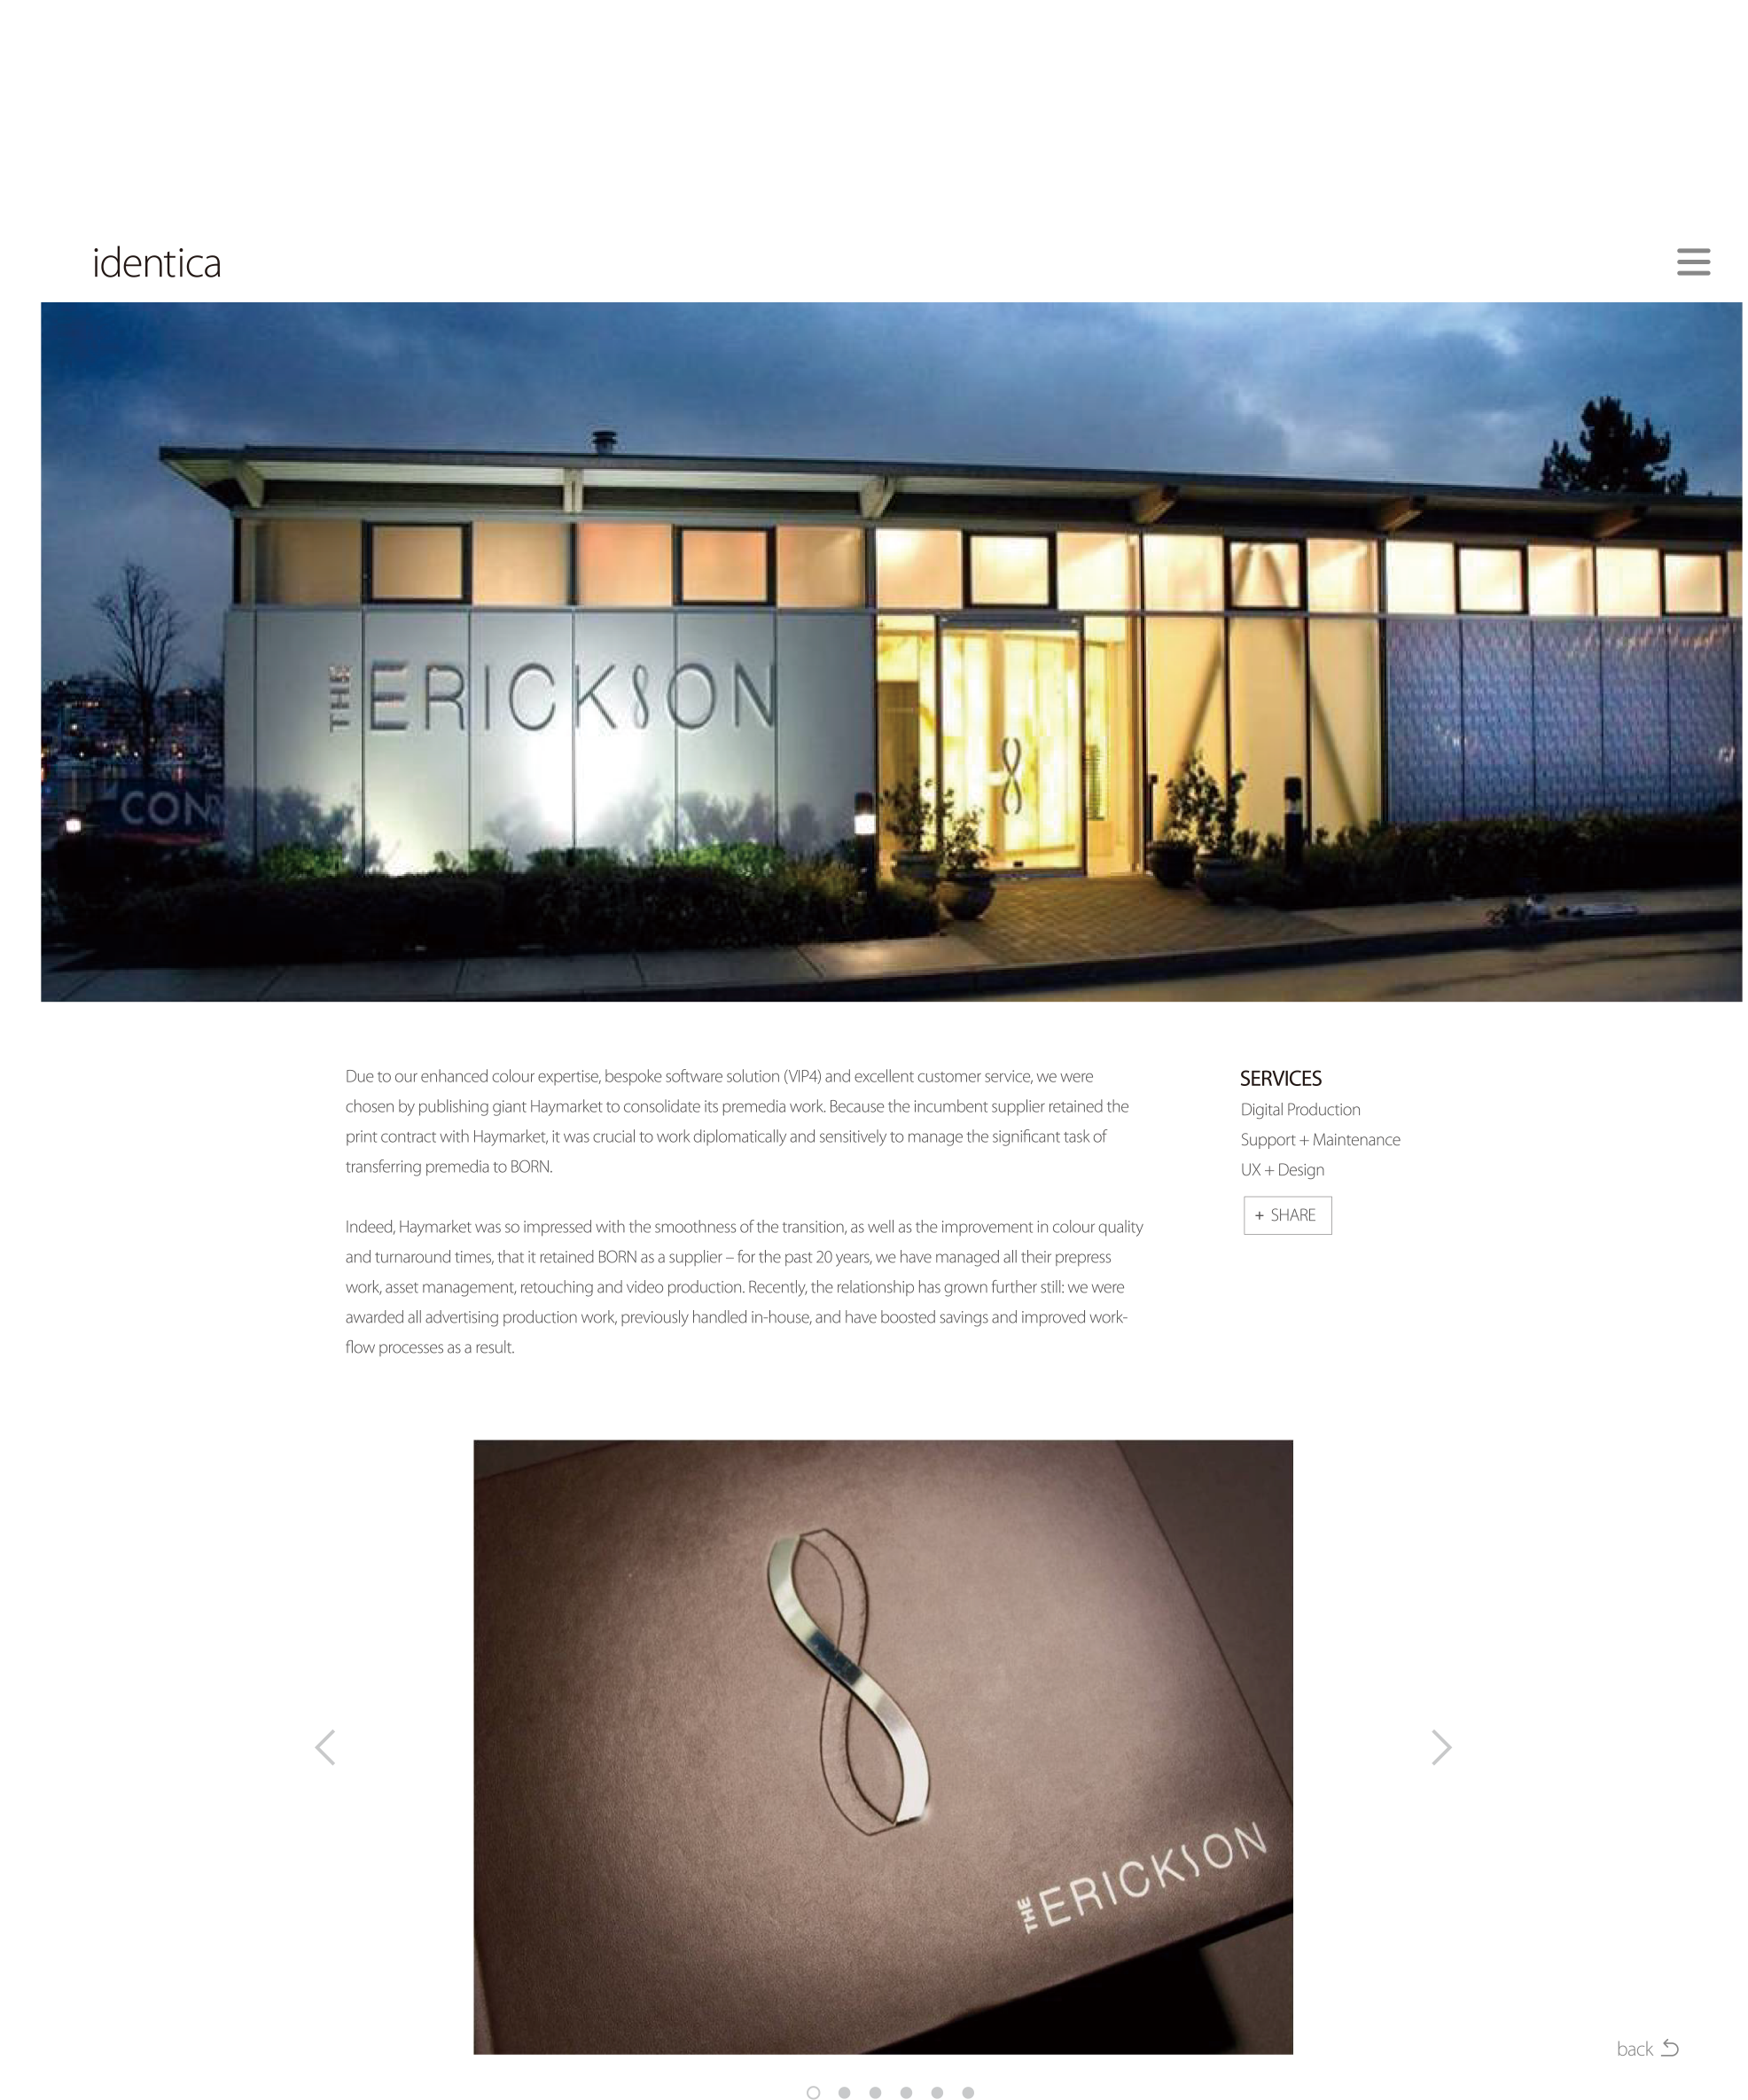 identica
THE ERICKSON
CON
Due to our enhanced colour expertise, bespoke software solution (VIP4) and excellent customer service, we were
chosen by publishing giant Haymarket to consolidate its premedia work. Because the incumbent supplier retained the
print contract with Haymarket, it was crucial to work diplomatically and sensitively to manage the significant task of
transferring premedia to BORN.
Indeed, Haymarket was so impressed with the smoothness of the transition, as well as the improvement in colour quality
and turnaround times, that it retained BORN as a supplier – for the past 20 years, we have managed all their prepress
work, asset management, retouching and video production. Recently, the relationship has grown further still: we were
awarded all advertising production work, previously handled in-house, and have boosted savings and improved work-
flow processes as a result.
SERVICES
Digital Production
Support + Maintenance
UX + Design
+ SHARE
THE ERICKSON
back